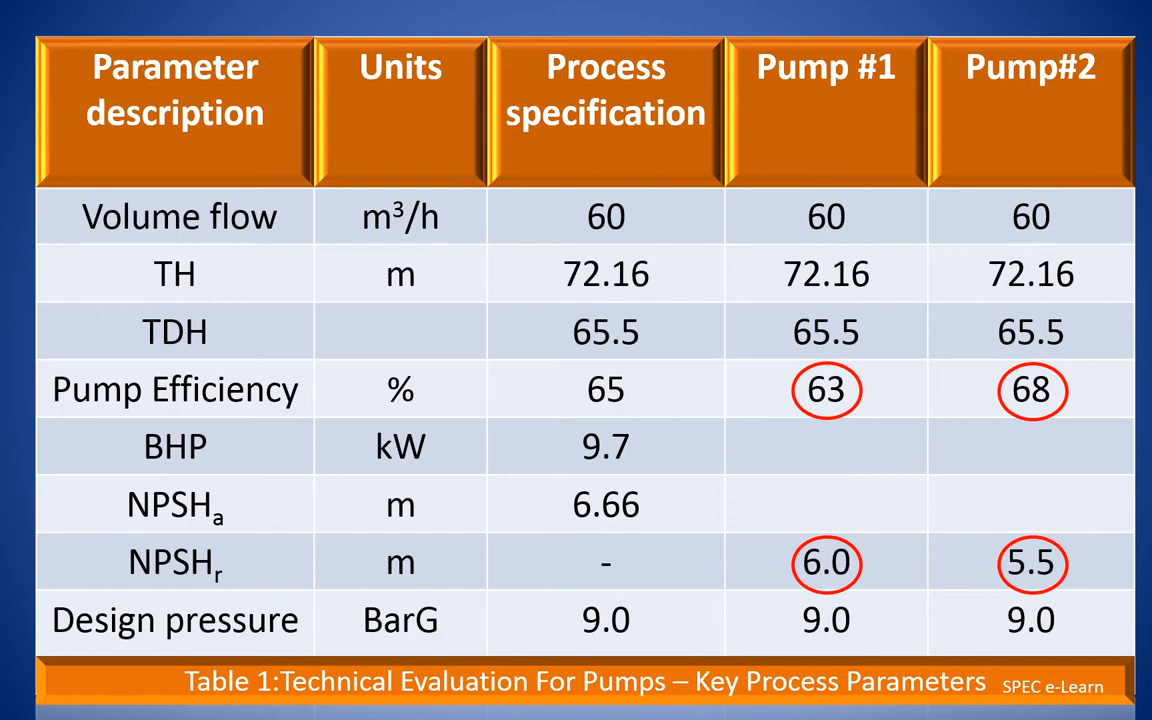 Parameter description Units Process specification Pump #1 Pump#2
Volume flow m³/h 60 60 60
TH m 72.16 72.16 72.16
TDH 65.5 65.5 65.5
Pump Efficiency % 65 63 68
BHP kW 9.7
NPSHₐ m 6.66
NPSHᵣ m - 6.0 5.5
Design pressure BarG 9.0 9.0 9.0
Table 1:Technical Evaluation For Pumps – Key Process Parameters SPEC e-Learn